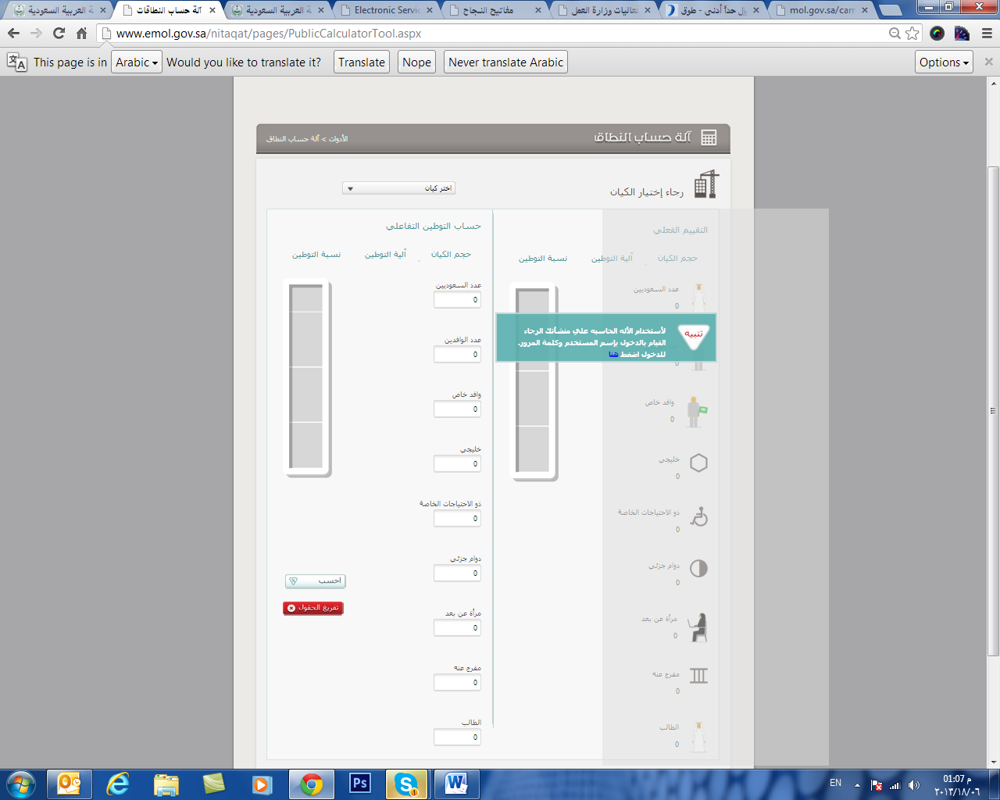 العربية السعودية
آلة حساب النطاقات
العربية السعودية
Electronic Servic
مفاتيح النجاح
فعاليات وزارة العمل
يال حداً أدنى - طوق
mol.gov.sa/cam
www.emol.gov.sa/nitaqat/pages/PublicCalculatorTool.aspx
This page is in Arabic Would you like to translate it? Translate Nope Never translate Arabic Options
آلة حساب النطاق
الأدوات > آلة حساب النطاق
رجاء إختيار الكيان
اختر كيان
التقييم الفعلي
حجم الكيان آلية التوطين نسبة التوطين
عدد السعوديين
0
تنبيه
لأستخدام الأله الحاسبه علي منشأتك الرجاء
القيام بالدخول بإسم المستخدم وكلمة المرور.
للدخول اضغط هنا
0
وافد خاص
0
خليجي
0
ذو الاحتياجات الخاصة
0
دوام جزئي
0
مرأة عن بعد
0
مفرج عنه
0
الطالب
0
حساب التوطين التفاعلي
حجم الكيان آلية التوطين نسبة التوطين
عدد السعوديين
0
عدد الوافدين
0
وافد خاص
0
خليجي
0
ذو الاحتياجات الخاصة
0
دوام جزئي
0
مرأة عن بعد
0
مفرج عنه
0
الطالب
0
احسب
تفريغ الحقول
EN
01:07 م
٢٠١٣/١٨/٠٦